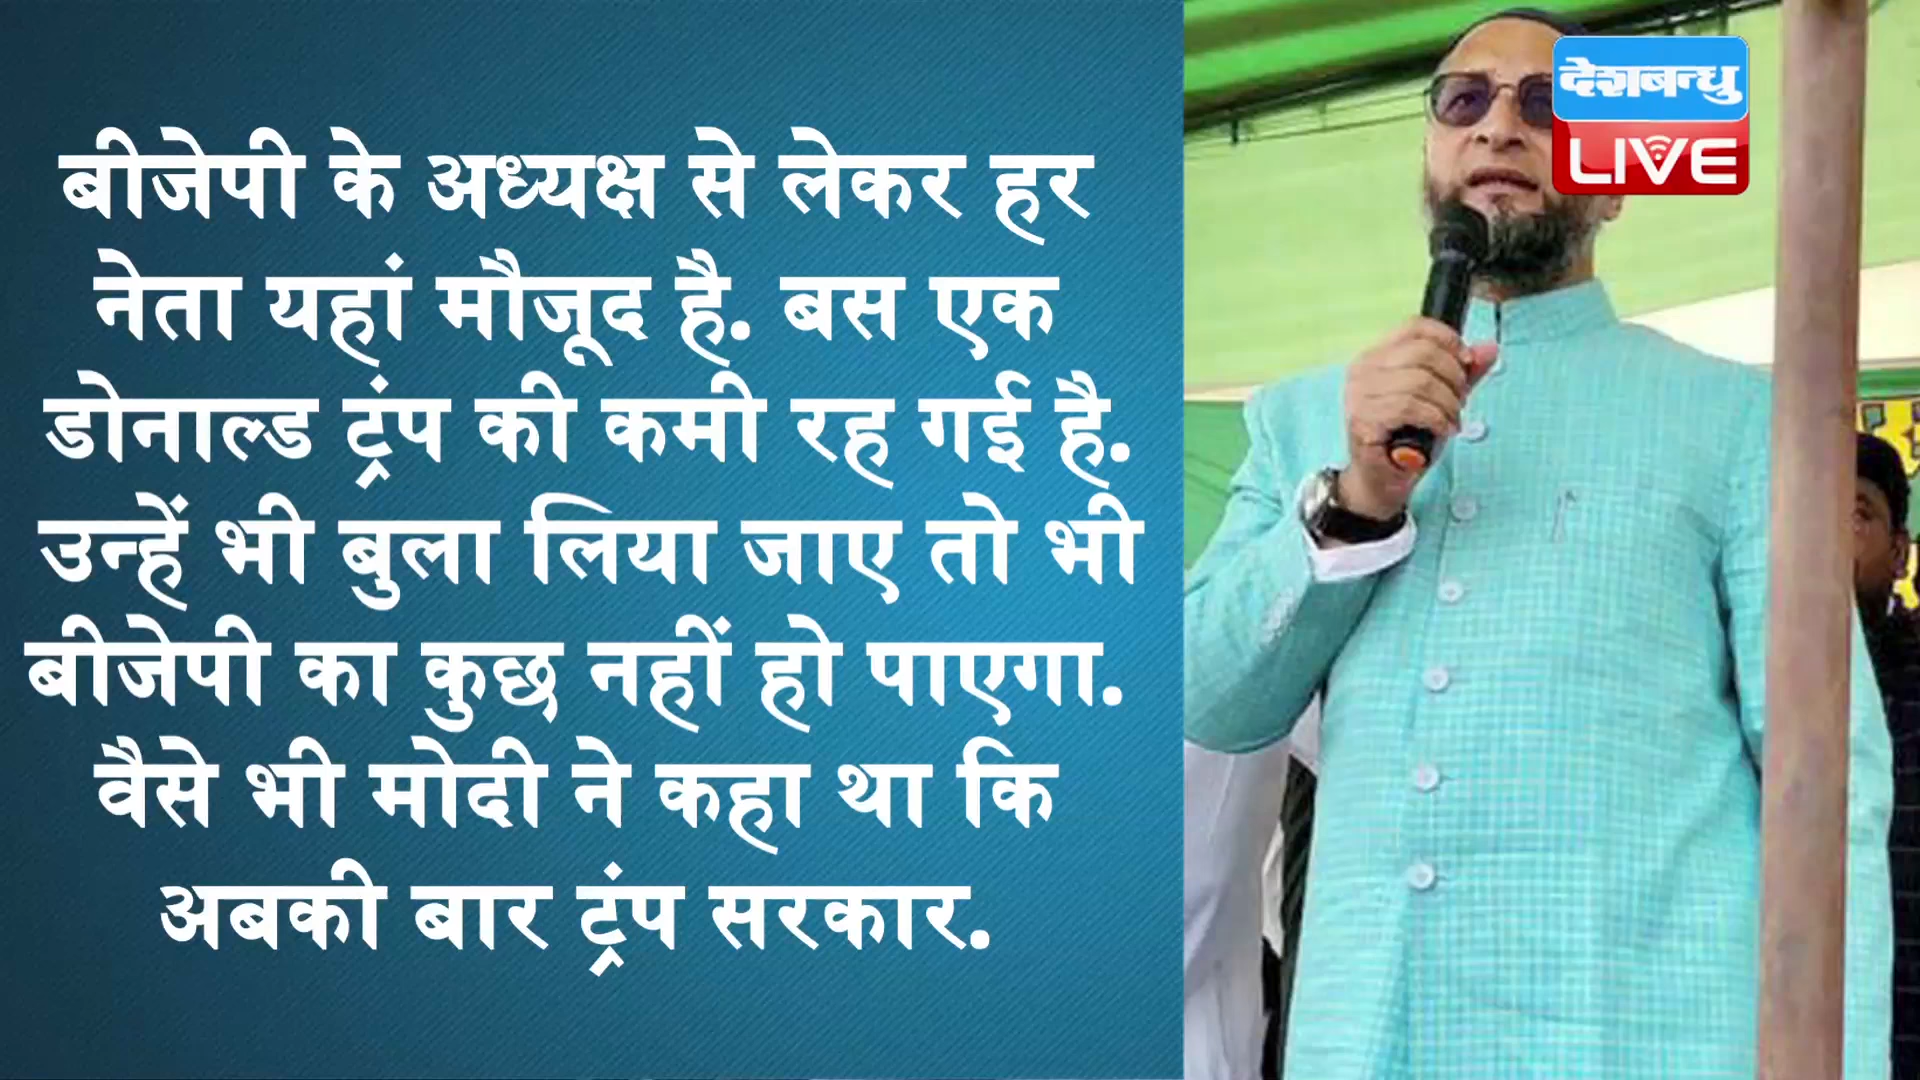 बीजेपी के अध्यक्ष से लेकर हर
नेता यहां मौजूद है. बस एक
डोनाल्ड ट्रंप की कमी रह गई है.
उन्हें भी बुला लिया जाए तो भी
बीजेपी का कुछ नहीं हो पाएगा.
वैसे भी मोदी ने कहा था कि
अबकी बार ट्रंप सरकार.
देशबन्धु
LIVE